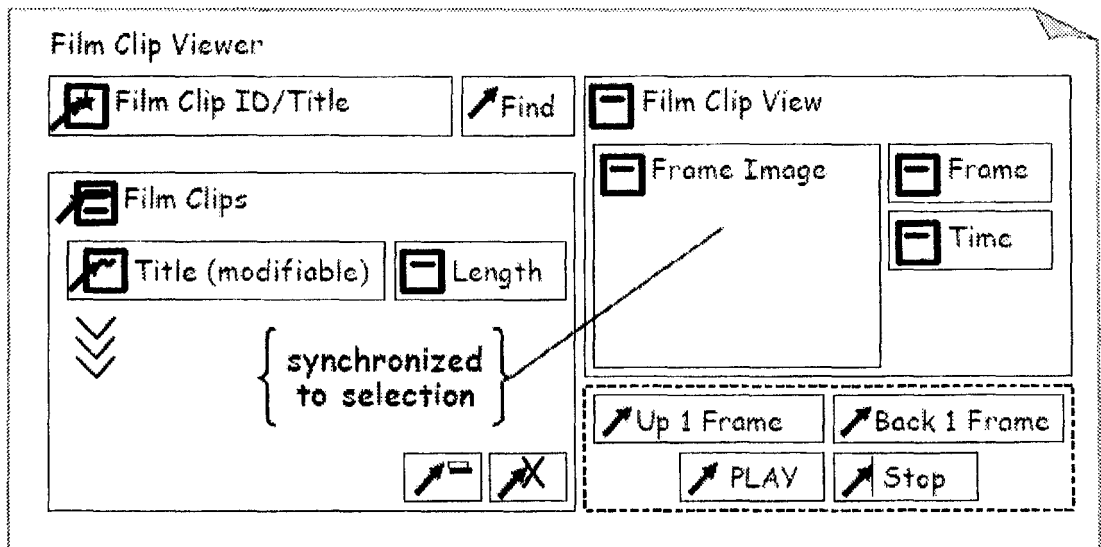 Film Clip Viewer
Film Clip ID/Title
Find
Film Clips
Title (modifiable)
Length
synchronized
to selection
Film Clip View
Frame Image
Frame
Time
Up 1 Frame
Back 1 Frame
PLAY
Stop